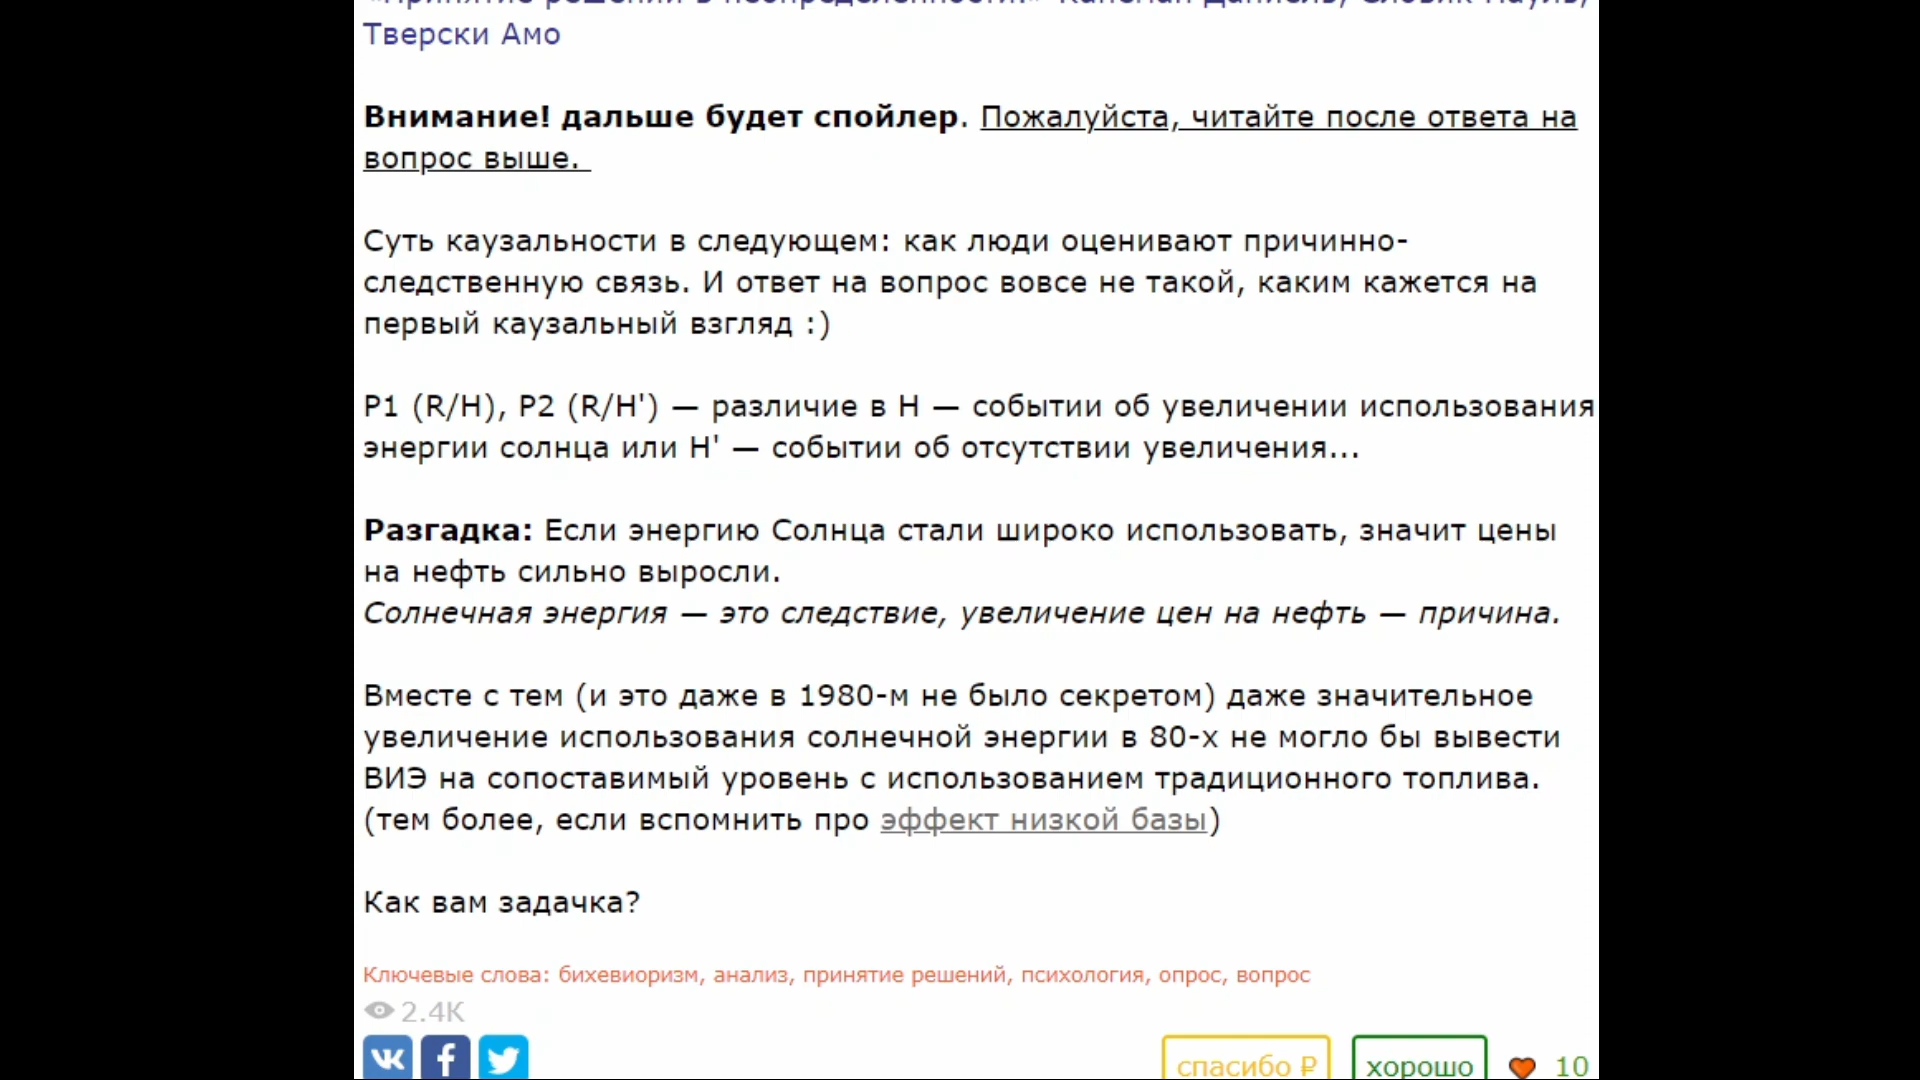 Тверски Амо
Внимание! дальше будет спойлер. Пожалуйста, читайте после ответа на
вопрос выше.
Суть каузальности в следующем: как люди оценивают причинно-
следственную связь. И ответ на вопрос вовсе не такой, каким кажется на
первый каузальный взгляд :)
P1 (R/H), P2 (R/H') — различие в H — событии об увеличении использования
энергии солнца или H' — событии об отсутствии увеличения...
Разгадка: Если энергию Солнца стали широко использовать, значит цены
на нефть сильно выросли.
Солнечная энергия — это следствие, увеличение цен на нефть — причина.
Вместе с тем (и это даже в 1980-м не было секретом) даже значительное
увеличение использования солнечной энергии в 80-х не могло бы вывести
ВИЭ на сопоставимый уровень с использованием традиционного топлива.
(тем более, если вспомнить про эффект низкой базы)
Как вам задачка?
Ключевые слова: бихевиоризм, анализ, принятие решений, психология, опрос, вопрос
2.4K
спасибо ₽ хорошо 10